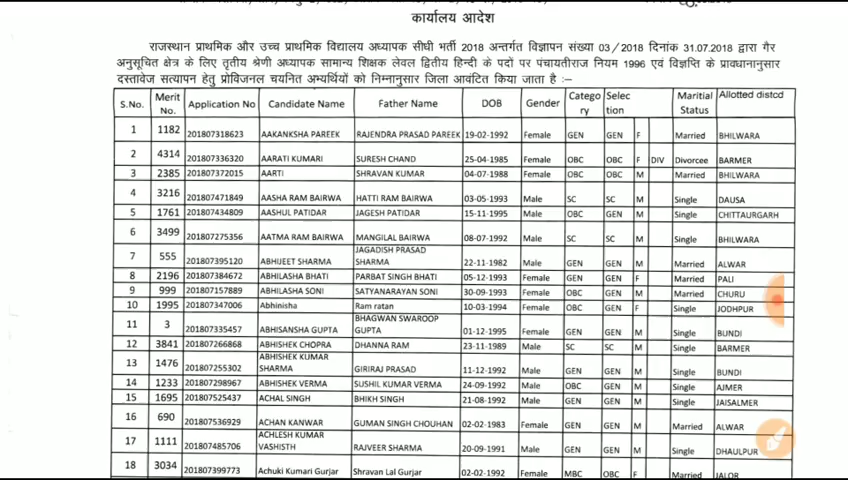 कार्यालय आदेश
राजस्थान प्राथमिक और उच्च प्राथमिक विद्यालय अध्यापक सीधी भर्ती 2018 अन्तर्गत विज्ञापन संख्या 03/2018 दिनांक 31.07.2018 द्वारा गैर
अनुसूचित क्षेत्र के लिए तृतीय श्रेणी अध्यापक सामान्य शिक्षक लेवल द्वितीय हिन्दी के पदों पर पंचायतीराज नियम 1996 एवं विज्ञप्ति के प्रावधानानुसार
दस्तावेज सत्यापन हेतु प्रोविजनल चयनित अभ्यर्थियों को निम्नानुसार जिला आवंटित किया जाता है :–
S.No. Merit No. Application No Candidate Name Father Name DOB Gender Catego ry Selec tion Maritial Status Allotted distcd
1 1182 201807318623 AAKANKSHA PAREEK RAJENDRA PRASAD PAREEK 19-02-1992 Female GEN GEN F Married BHILWARA
2 4314 201807336320 AARATI KUMARI SURESH CHAND 25-04-1985 Female OBC OBC F DIV Divorcee BARMER
3 2385 201807372015 AARTI SHRAVAN KUMAR 04-07-1988 Female OBC OBC M Married BHILWARA
4 3216 201807471849 AASHA RAM BAIRWA HATTI RAM BAIRWA 03-05-1993 Male SC SC M Single DAUSA
5 1761 201807434809 AASHUL PATIDAR JAGESH PATIDAR 15-11-1995 Male OBC GEN M Single CHITTAURGARH
6 3499 201807275356 AATMA RAM BAIRWA MANGILAL BAIRWA 08-07-1992 Male SC SC M Single BHILWARA
7 555 201807395120 ABHIJEET SHARMA JAGADISH PRASAD SHARMA 22-11-1982 Male GEN GEN M Married ALWAR
8 2196 201807384672 ABHILASHA BHATI PARBAT SINGH BHATI 05-12-1993 Female GEN GEN F Married PALI
9 999 201807157889 ABHILASHA SONI SATYANARAYAN SONI 30-09-1993 Female OBC GEN M Married CHURU
10 1995 201807347006 Abhinisha Ram ratan 10-03-1994 Female OBC GEN F Single JODHPUR
11 3 201807335457 ABHISANSHA GUPTA BHAGWAN SWAROOP GUPTA 01-12-1995 Female GEN GEN M Single BUNDI
12 3841 201807266868 ABHISHEK CHOPRA DHANNA RAM 23-11-1989 Male SC SC M Single BARMER
13 1476 201807255302 ABHISHEK KUMAR SHARMA GIRIRAJ PRASAD 11-12-1992 Male GEN GEN M Single BUNDI
14 1233 201807298967 ABHISHEK VERMA SUSHIL KUMAR VERMA 24-09-1992 Male OBC GEN M Single AJMER
15 1695 201807525437 ACHAL SINGH BHIKH SINGH 21-08-1992 Male GEN GEN M Single JAISALMER
16 690 201807536929 ACHAN KANWAR GUMAN SINGH CHOUHAN 02-02-1983 Female GEN GEN M Married ALWAR
17 1111 201807485706 ACHLESH KUMAR VASHISTH RAJVEER SHARMA 20-09-1991 Male GEN GEN M Single DHAULPUR
18 3034 201807399773 Achuki Kumari Gurjar Shravan Lal Gurjar 02-02-1992 Female MBC OBC F Married JALOR